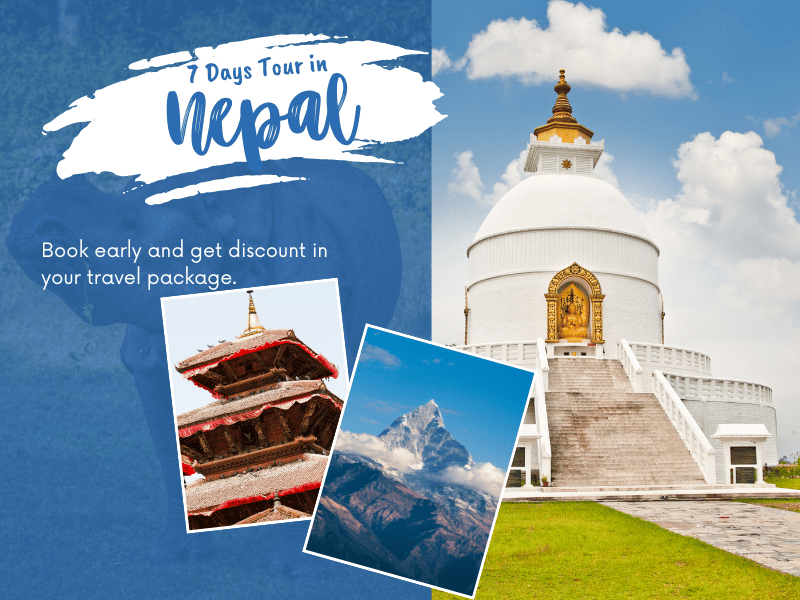 7 Days Tour in
nepal
Book early and get discount in
your travel package.